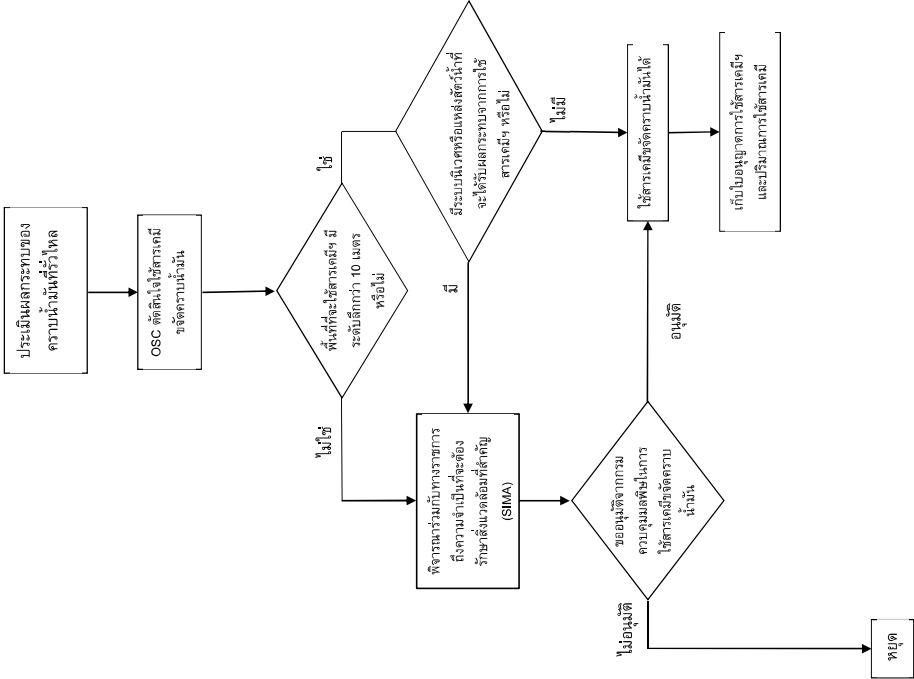 ประเมินผลกระทบของ
คราบน้ำมันที่รั่วไหล
OSC ตัดสินใจใช้สารเคมี
ขจัดคราบน้ำมัน
พื้นที่ที่จะใช้สารเคมีฯ มี
ระดับลึกกว่า 10 เมตร
หรือไม่
ใช่
ไม่ใช่
มีระบบนิเวศหรือแหล่งสัตว์น้ำที่
จะได้รับผลกระทบจากการใช้
สารเคมีฯ หรือไม่
ไม่มี
มี
พิจารณาร่วมกับทางราชการ
ถึงความจำเป็นที่จะต้อง
รักษาสิ่งแวดล้อมที่สำคัญ
(SIMA)
ขออนุมัติจากกรม
ควบคุมมลพิษในการ
ใช้สารเคมีขจัดคราบ
น้ำมัน
อนุมัติ
ไม่อนุมัติ
ใช้สารเคมีขจัดคราบน้ำมันได้
เก็บใบอนุญาตการใช้สารเคมีฯ
และปริมาณการใช้สารเคมี
หยุด